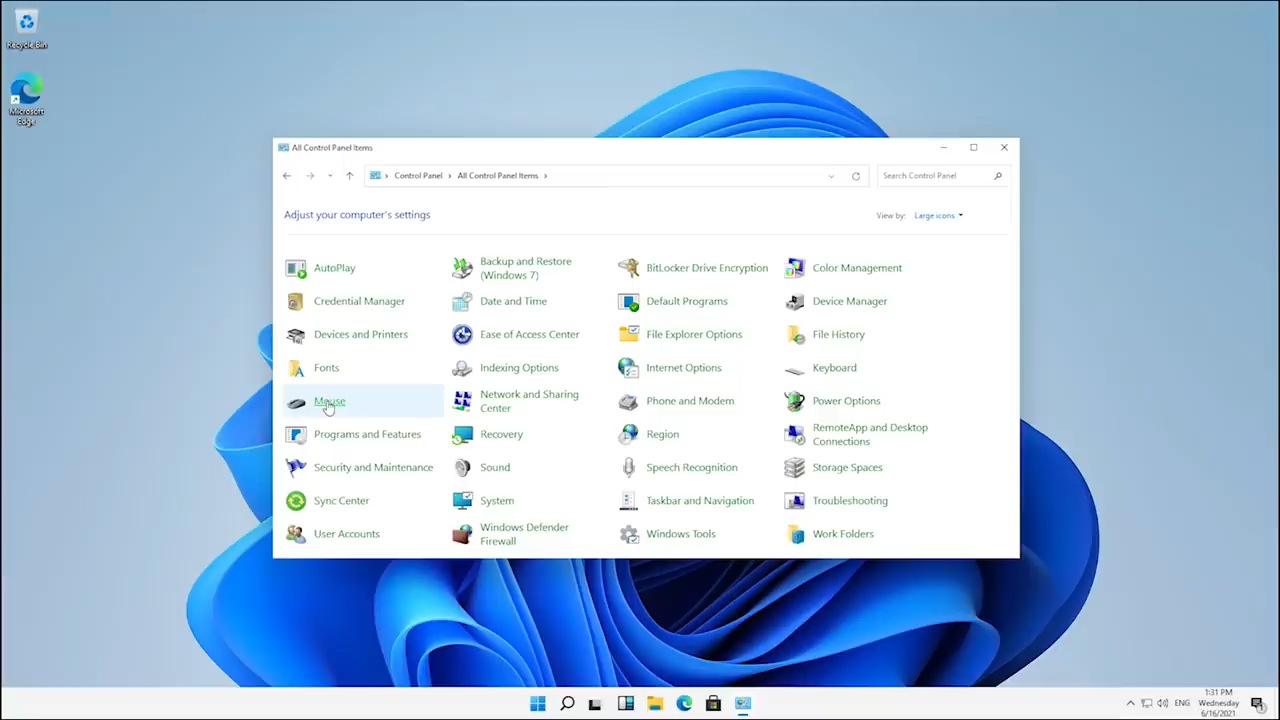 Recycle Bin
Microsoft
Edge
All Control Panel Items
Control Panel
All Control Panel Items
Search Control Panel
Adjust your computer's settings
View by:
Large icons
AutoPlay
Backup and Restore
(Windows 7)
BitLocker Drive Encryption
Color Management
Credential Manager
Date and Time
Default Programs
Device Manager
Devices and Printers
Ease of Access Center
File Explorer Options
File History
Fonts
Indexing Options
Internet Options
Keyboard
Mouse
Network and Sharing
Center
Phone and Modem
Power Options
Programs and Features
Recovery
Region
RemoteApp and Desktop
Connections
Security and Maintenance
Sound
Speech Recognition
Storage Spaces
Sync Center
System
Taskbar and Navigation
Troubleshooting
User Accounts
Windows Defender
Firewall
Windows Tools
Work Folders
ENG
1:31 PM
Wednesday
6/16/2021